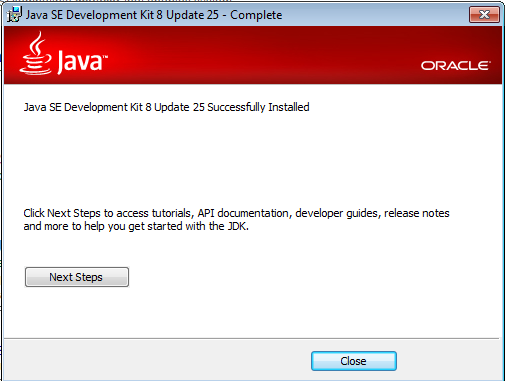 Java SE Development Kit 8 Update 25 - Complete
Java™
ORACLE®
Java SE Development Kit 8 Update 25 Successfully Installed
Click Next Steps to access tutorials, API documentation, developer guides, release notes
and more to help you get started with the JDK.
Next Steps
Close